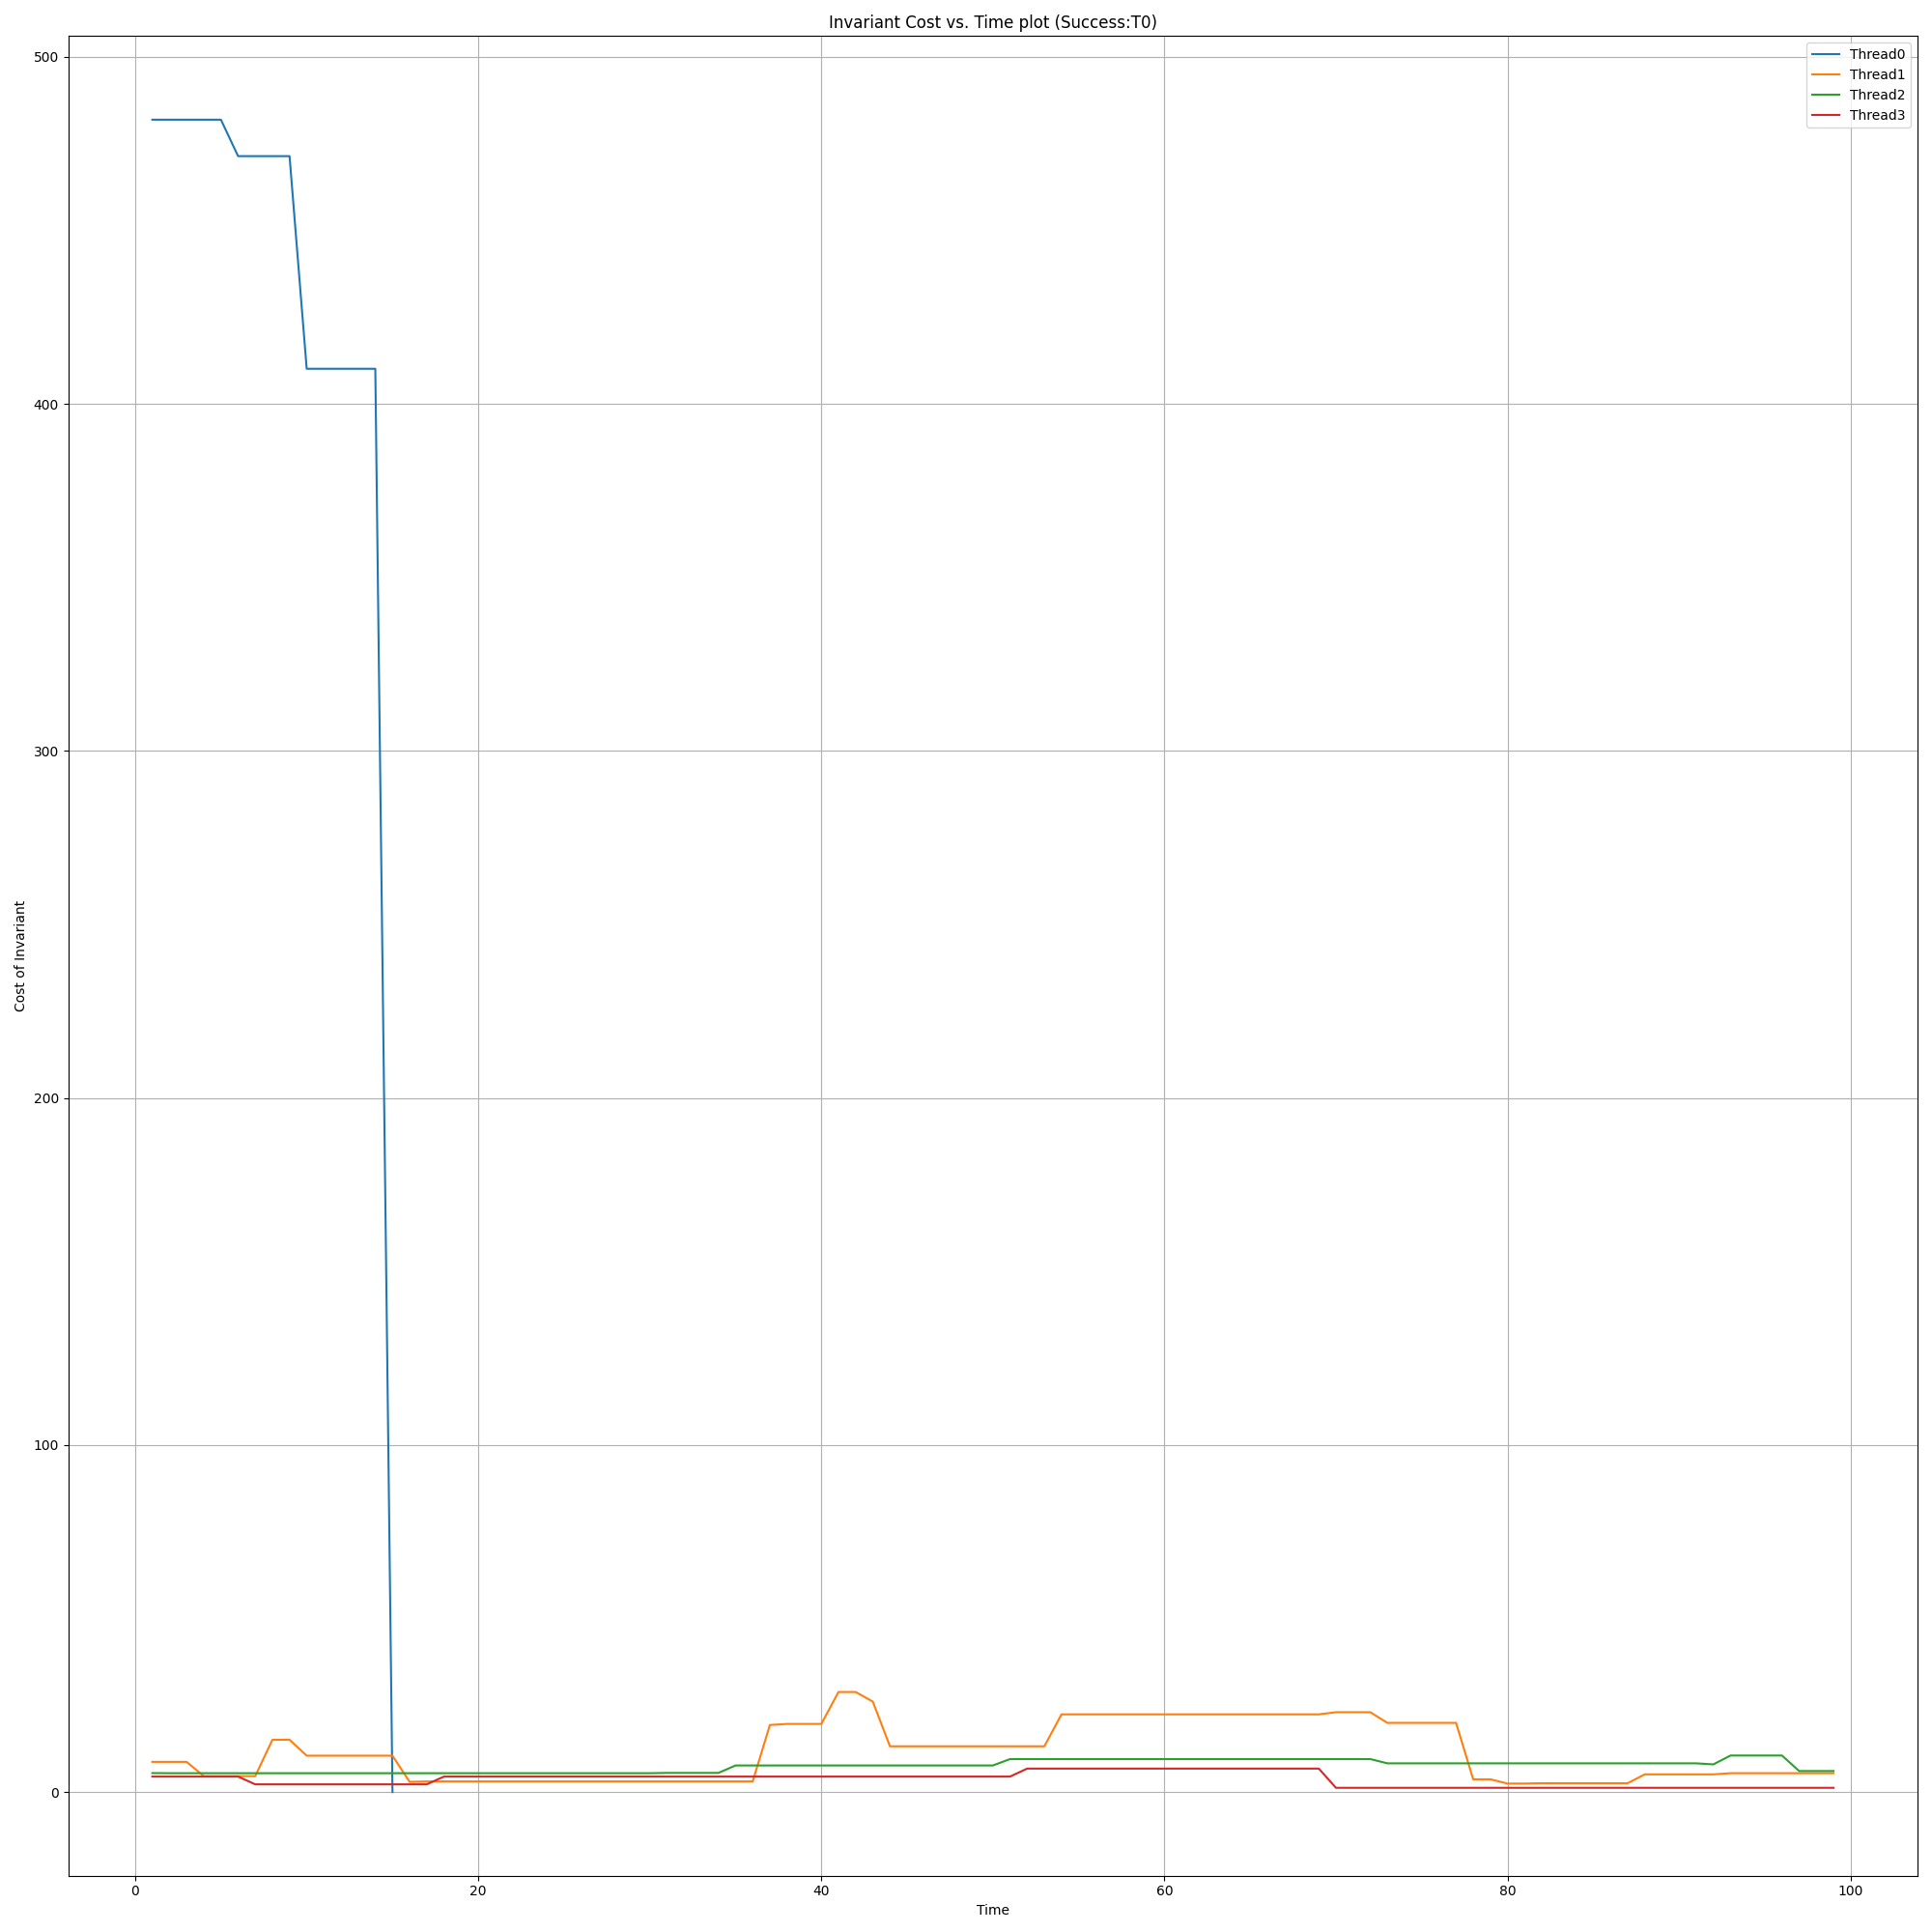 Invariant Cost vs. Time plot (Success:T0)
Thread0
Thread1
Thread2
Thread3
500
400
300
200
100
0
Cost of Invariant
0 20 40 60 80 100
Time